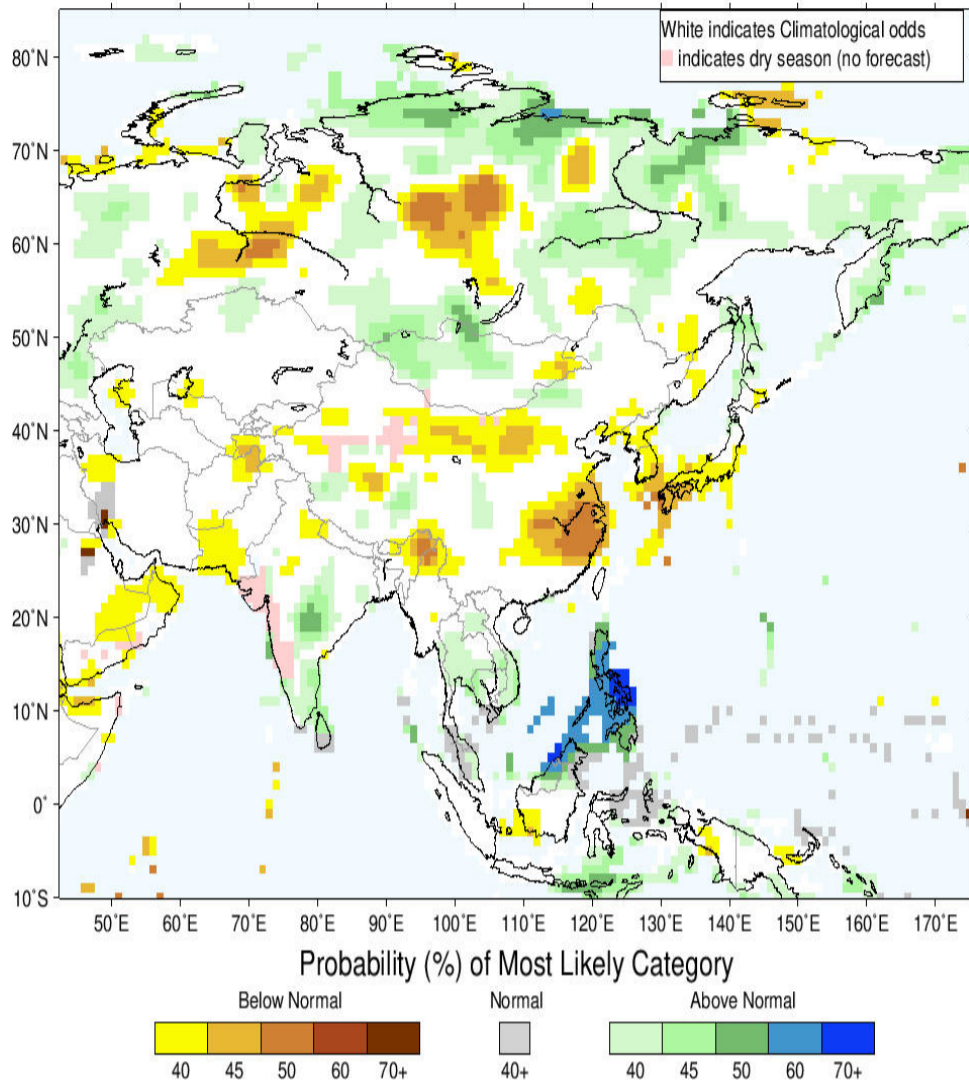 White indicates Climatological odds
indicates dry season (no forecast)
80˚N
70˚N
60˚N
50˚N
40˚N
30˚N
20˚N
10˚N
0˚
10˚S
50˚E 60˚E 70˚E 80˚E 90˚E 100˚E 110˚E 120˚E 130˚E 140˚E 150˚E 160˚E 170˚E
Probability (%) of Most Likely Category
Below Normal Normal Above Normal
40 45 50 60 70+ 40+ 40 45 50 60 70+